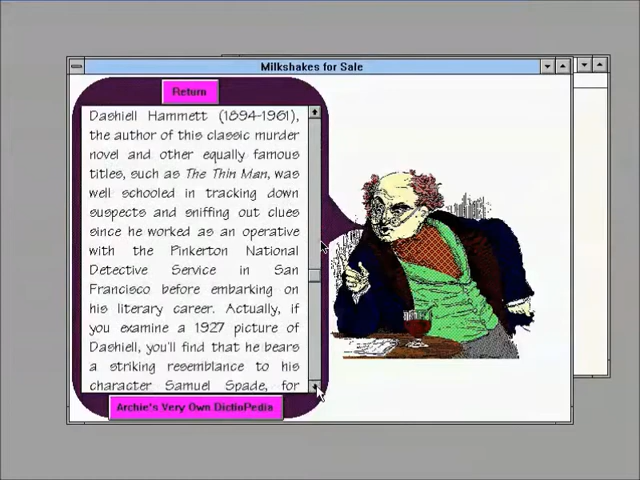 Milkshakes for Sale
Return
Dashiell Hammett (1894-1961),
the author of this classic murder
novel and other equally famous
titles, such as The Thin Man, was
well schooled in tracking down
suspects and sniffing out clues
since he worked as an operative
with the Pinkerton National
Detective Service in San
Francisco before embarking on
his literary career. Actually, if
you examine a 1927 picture of
Dashiell, you'll find that he bears
a striking resemblance to his
character Samuel Spade, for
Archie's Very Own DictioPedia